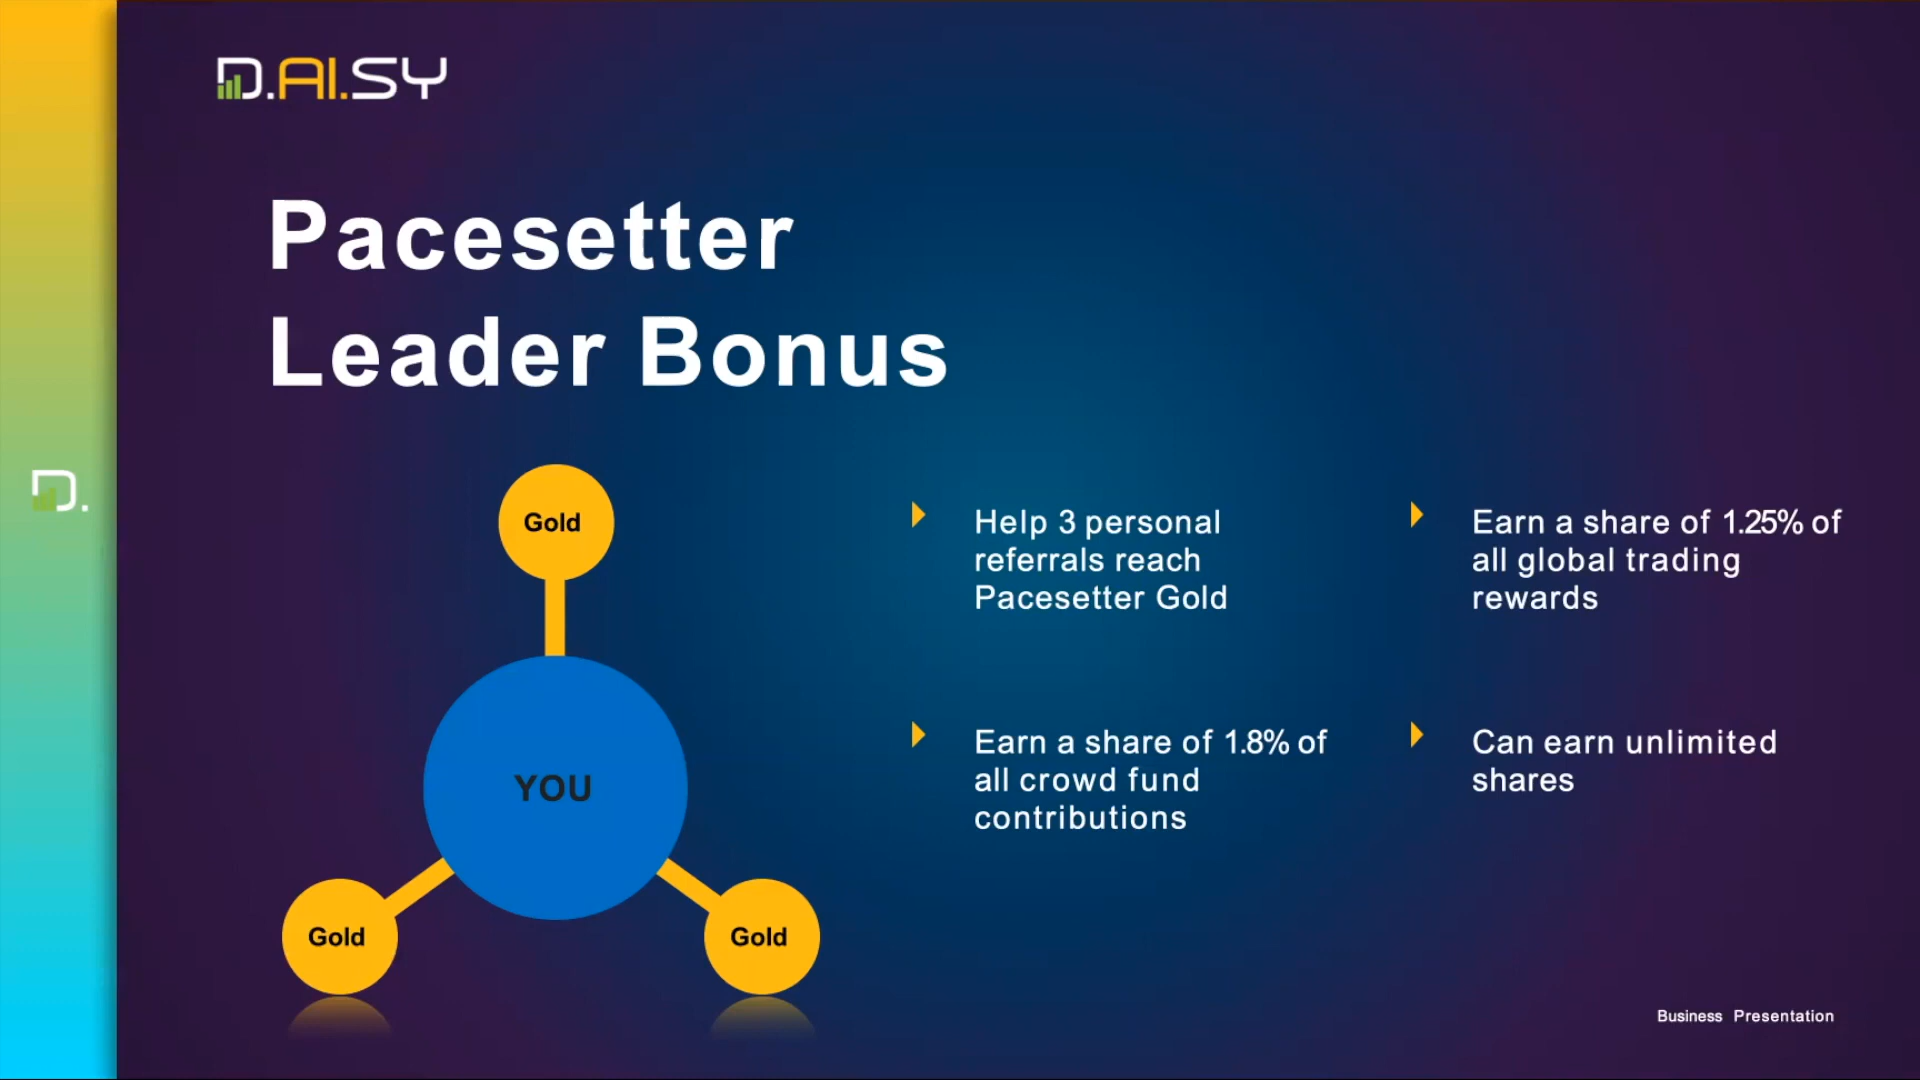 D.AI.SY
Pacesetter
Leader Bonus
D.
Gold
YOU
Gold
Gold
Help 3 personal
referrals reach
Pacesetter Gold
Earn a share of 1.8% of
all crowd fund
contributions
Earn a share of 1.25% of
all global trading
rewards
Can earn unlimited
shares
Business Presentation